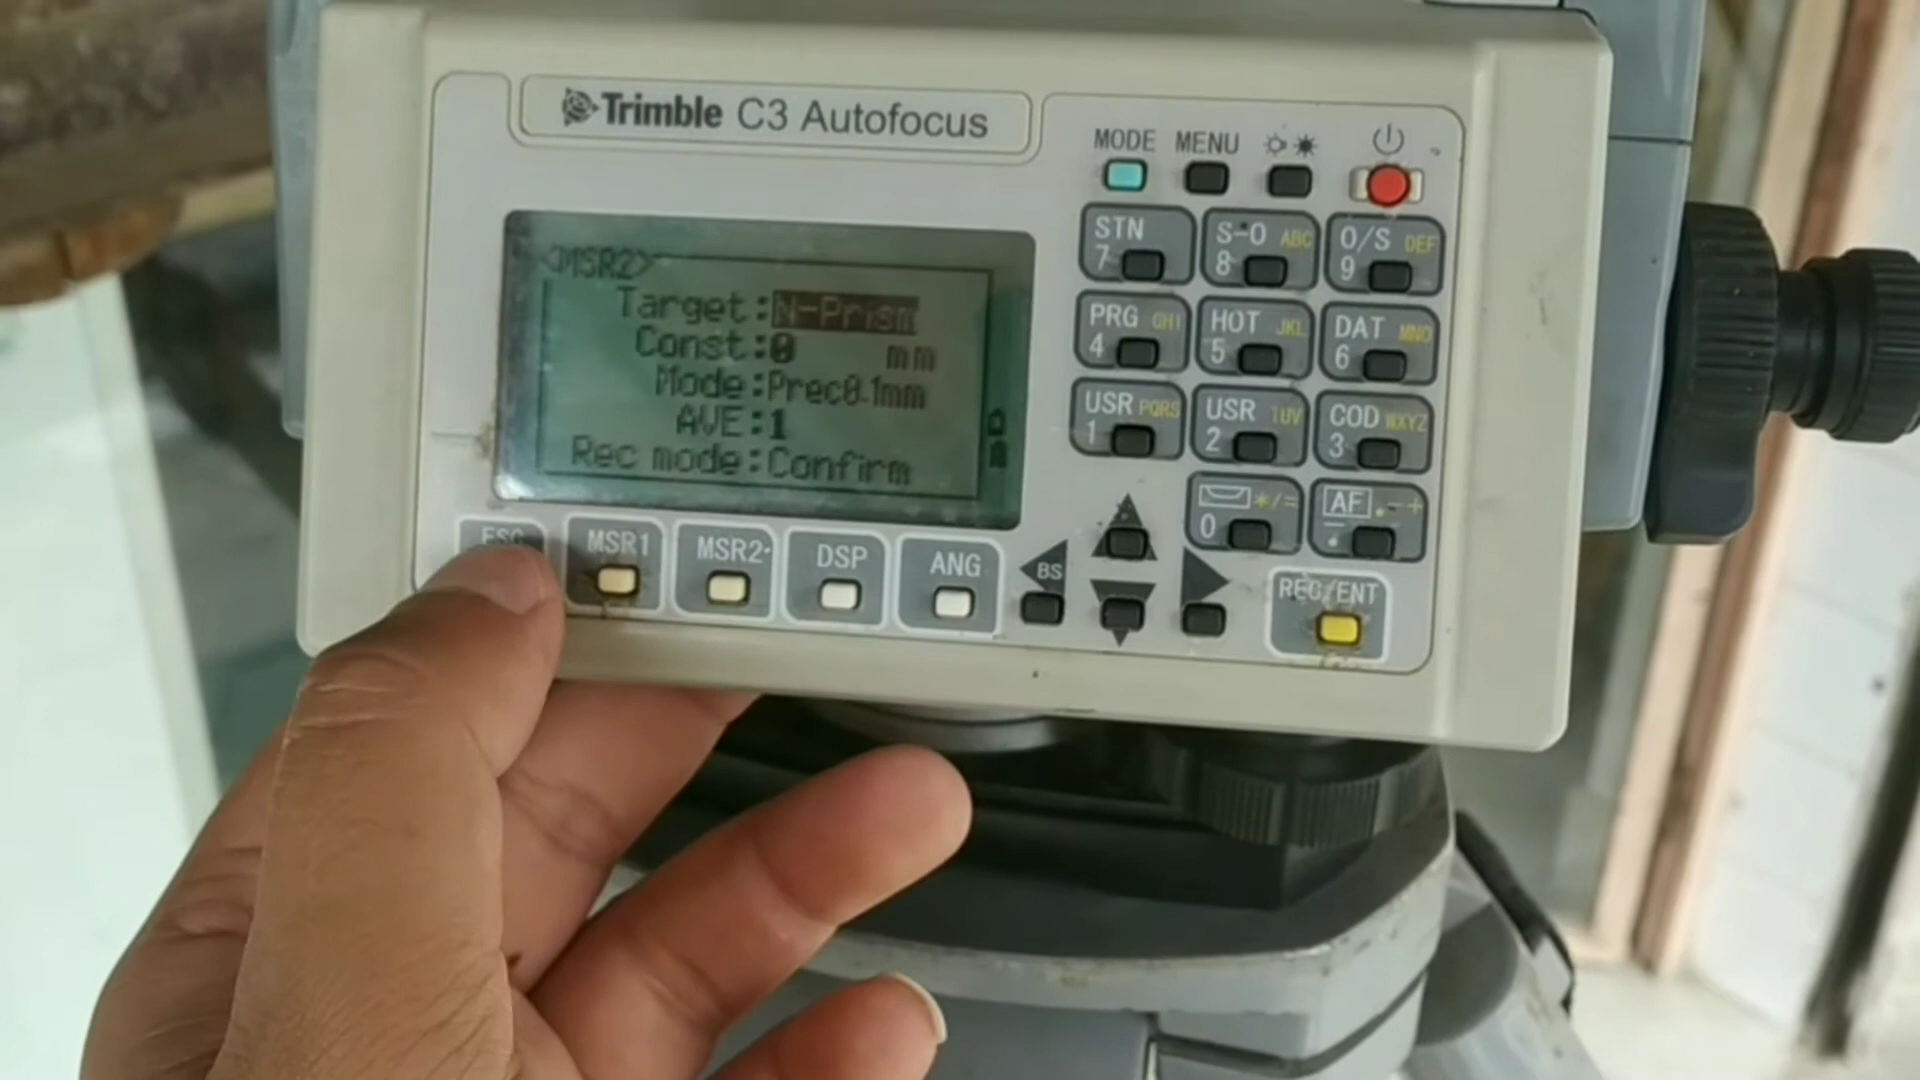 Trimble C3 Autofocus
MODE MENU
<MSR2>
Target:N-Prism
Const:0 mm
Mode:Prec0.1mm
AVE:1
Rec mode:Confirm
STN
7
S-O ABC
8
O/S DEF
9
PRG GHI
4
HOT JKL
5
DAT MNO
6
USR PQRS
1
USR TUV
2
COD WXYZ
3
*/=
0
AF .-+
.
ESC
MSR1
MSR2
DSP
ANG
BS
REC/ENT